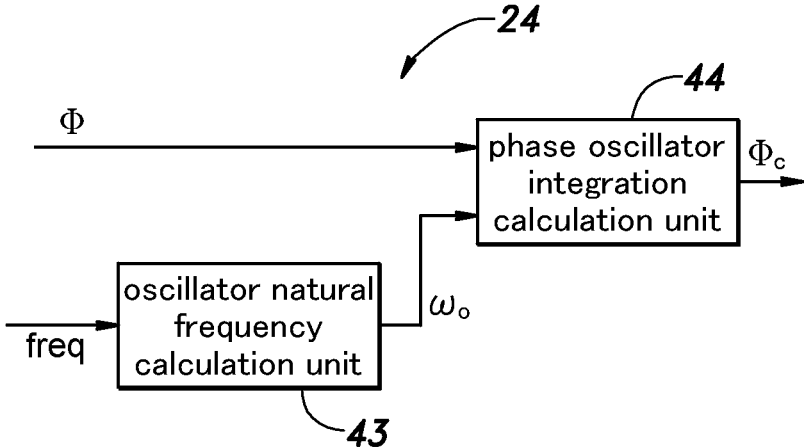 24
44
Φ
phase oscillator
integration
calculation unit
Φc
oscillator natural
frequency
calculation unit
ωo
freq
43